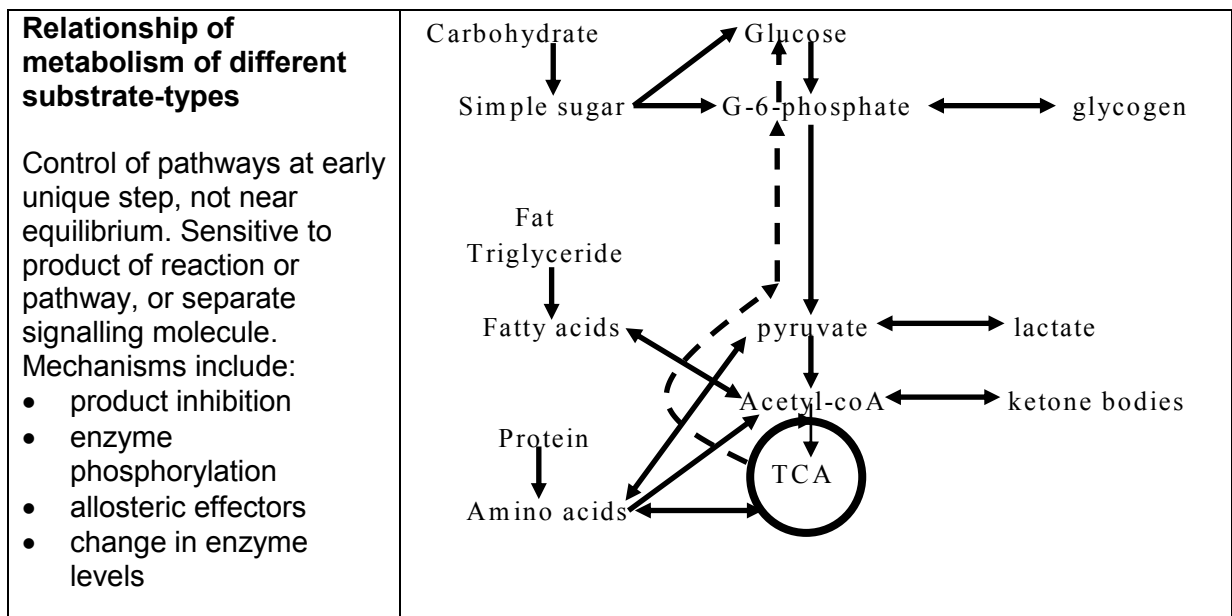 Relationship of
metabolism of different
substrate-types
Control of pathways at early
unique step, not near
equilibrium. Sensitive to
product of reaction or
pathway, or separate
signalling molecule.
Mechanisms include:
• product inhibition
• enzyme
phosphorylation
• allosteric effectors
• change in enzyme
levels
Carbohydrate Glucose
Simple sugar G-6-phosphate glycogen
Fat
Triglyceride
Fatty acids pyruvate lactate
Acetyl-coA ketone bodies
Protein
TCA
Amino acids